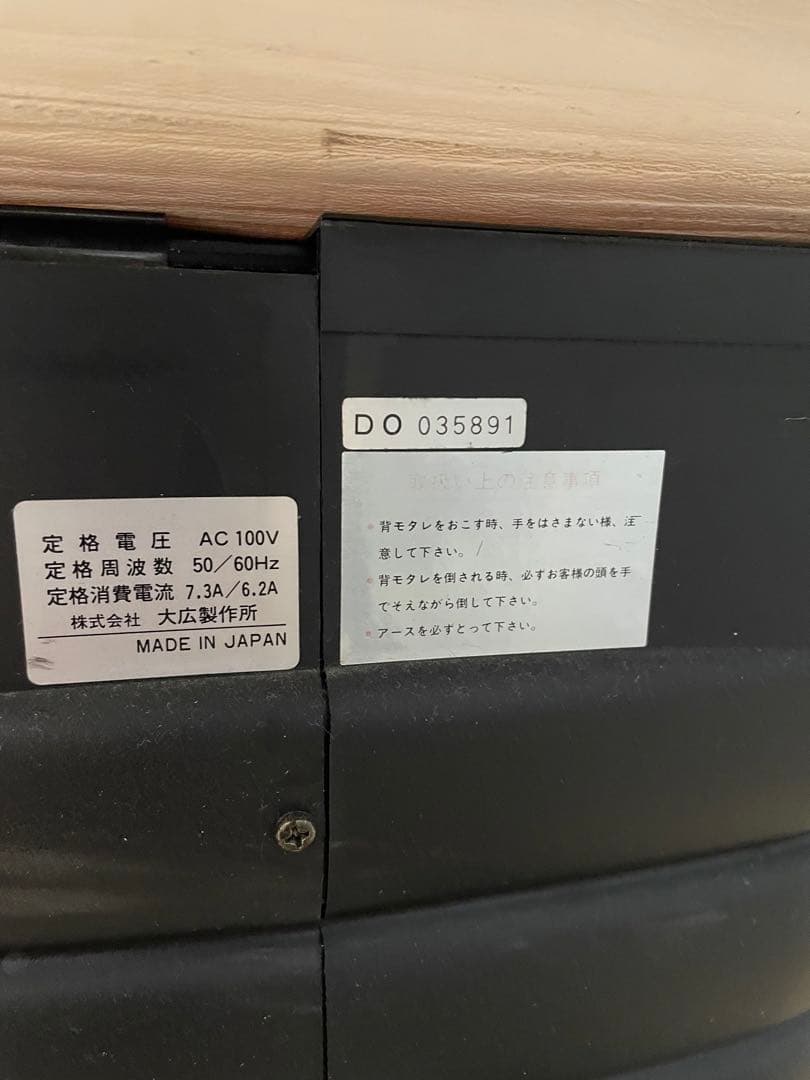 定格電圧 AC 100V
定格周波数 50/60Hz
定格消費電流 7.3A/6.2A
株式会社 大広製作所
MADE IN JAPAN
DO 035891
取扱い上の注意事項
背モタレをおこす時、手をはさまない様、注
意して下さい。
背モタレを倒される時、必ずお客様の頭を手
でそえながら倒して下さい。
アースを必ずとって下さい。